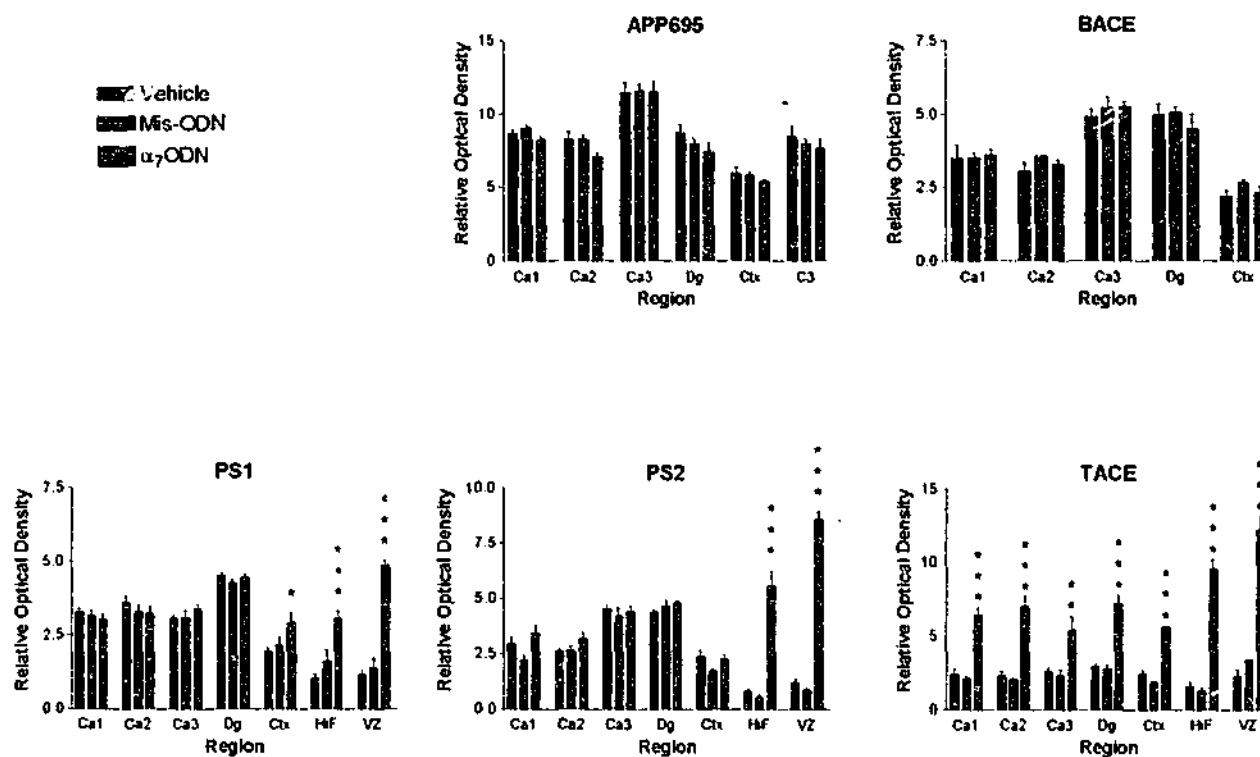 Vehicle
Mis-ODN
α7ODN
APP695
Relative Optical Density
15
10
5
0
Ca1 Ca2 Ca3 Dg Ctx C3
Region
BACE
Relative Optical Density
7.5
5.0
2.5
0.0
Ca1 Ca2 Ca3 Dg Ctx
Region
PS1
Relative Optical Density
7.5
5.0
2.5
0.0
Ca1 Ca2 Ca3 Dg Ctx HiF VZ
Region
PS2
Relative Optical Density
10.0
7.5
5.0
2.5
0.0
Ca1 Ca2 Ca3 Dg Ctx HiF VZ
Region
TACE
Relative Optical Density
15
10
5
0
Ca1 Ca2 Ca3 Dg Ctx HiF VZ
Region